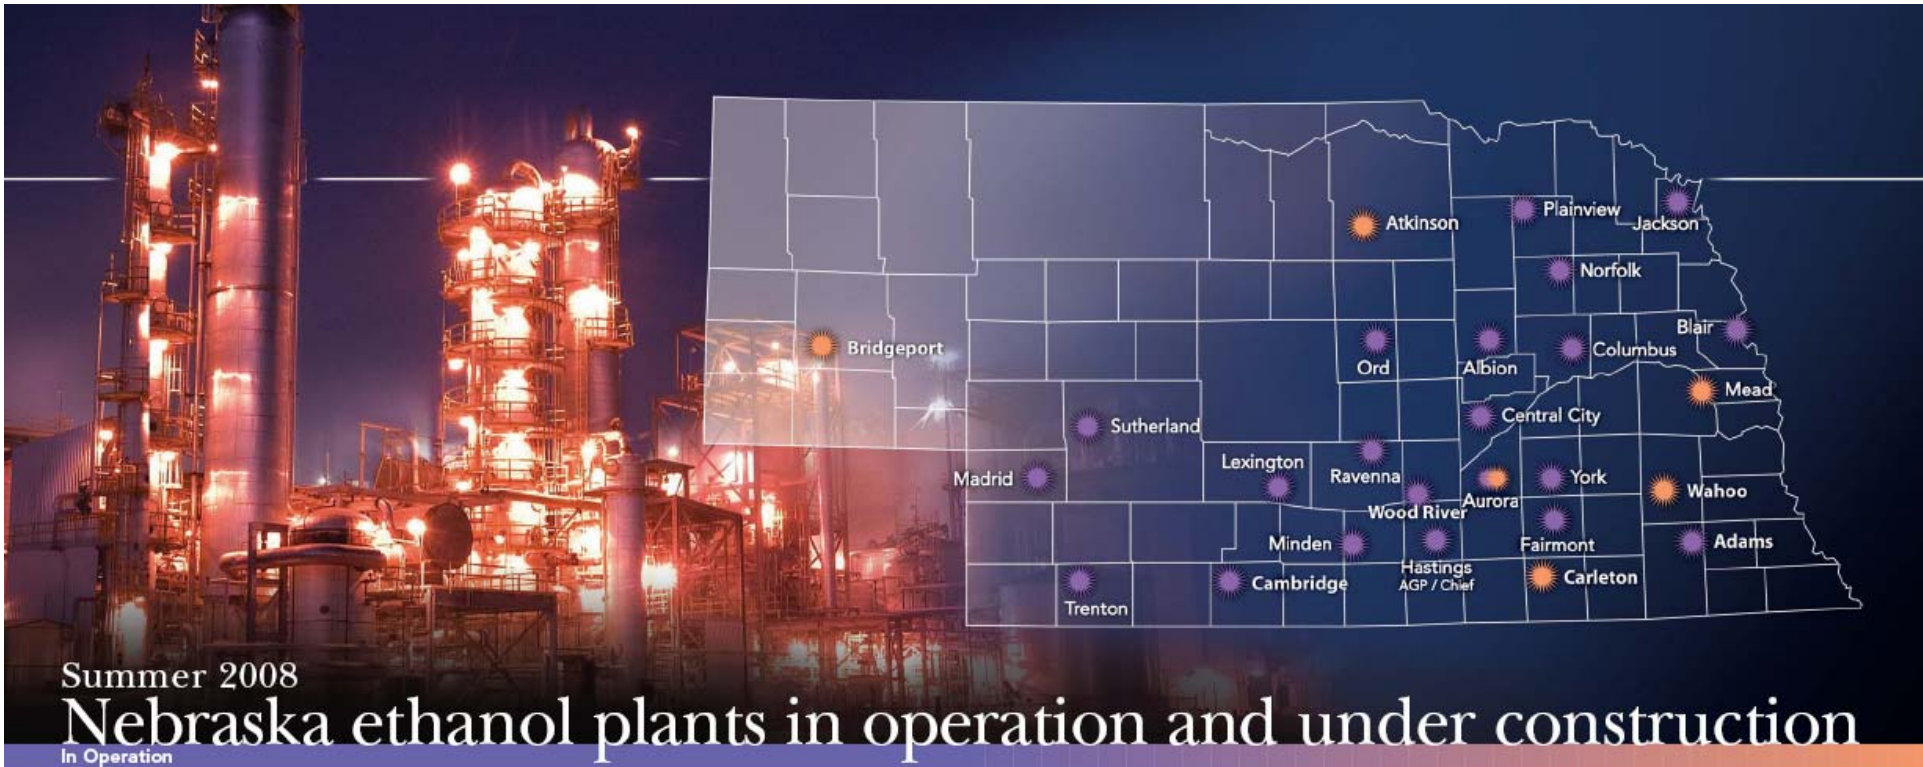 Atkinson
Plainview
Jackson
Norfolk
Bridgeport
Ord
Albion
Columbus
Blair
Mead
Sutherland
Central City
Madrid
Lexington
Ravenna
Wood River
Aurora
York
Wahoo
Minden
Hastings
AGP / Chief
Fairmont
Adams
Trenton
Cambridge
Carleton
Summer 2008
Nebraska ethanol plants in operation and under construction
In Operation